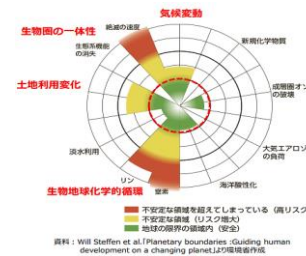 気候変動
生物圏の一体性
絶滅の速度
生態系機能
の消失
新規化学物質
土地利用変化
成層圏オゾ
の破壊
淡水利用
大気エアロゾ
の負荷
リン
窒素
海洋酸性化
生物地球化学的循環
不安定な領域を超えてしまっている（高リスク
不安定な領域（リスク増大）
地球の限界の領域内（安全）
資料：Will Steffen et al.「Planetary boundaries :Guiding human
development on a changing planet」より環境省作成